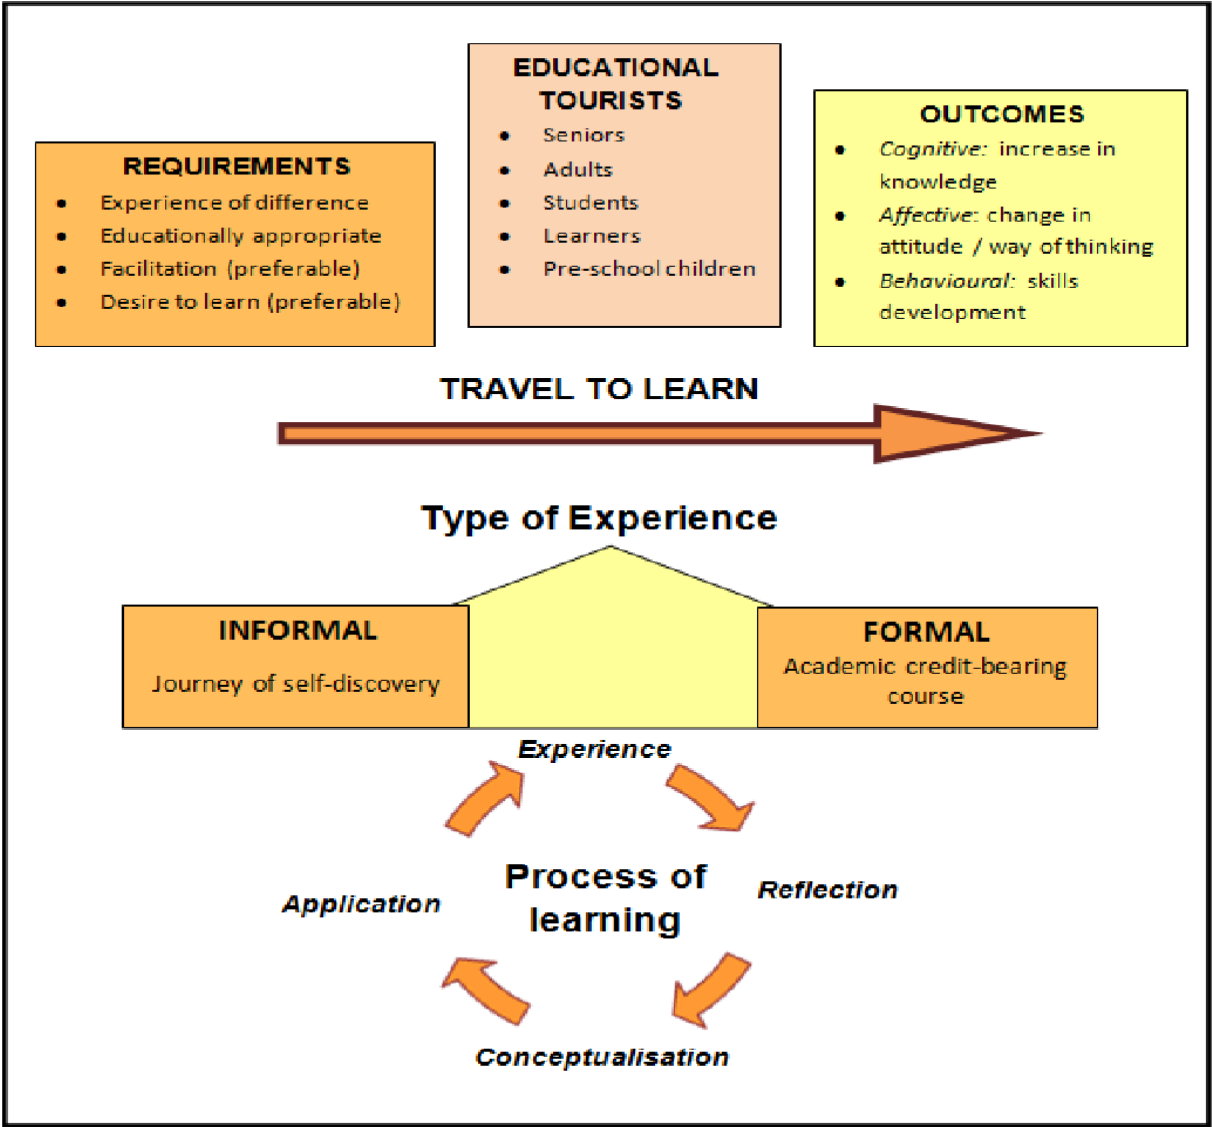 REQUIREMENTS
• Experience of difference
• Educationally appropriate
• Facilitation (preferable)
• Desire to learn (preferable)
EDUCATIONAL
TOURISTS
• Seniors
• Adults
• Students
• Learners
• Pre-school children
OUTCOMES
• Cognitive: increase in
knowledge
• Affective: change in
attitude / way of thinking
• Behavioural: skills
development
TRAVEL TO LEARN
Type of Experience
INFORMAL
Journey of self-discovery
FORMAL
Academic credit-bearing
course
Experience
Reflection
Conceptualisation
Application
Process of
learning